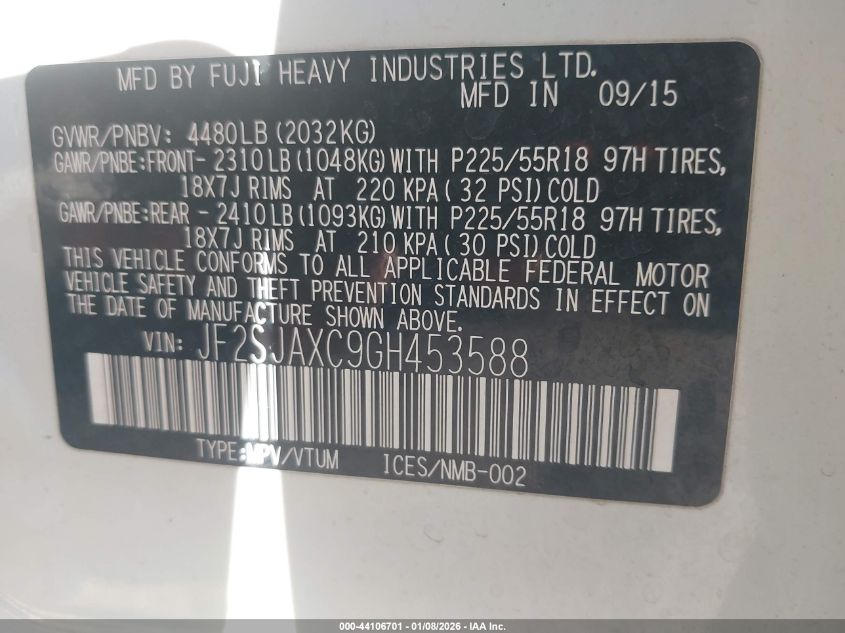 MFD BY FUJI HEAVY INDUSTRIES LTD.
MFD IN 09/15
GVWR/PNBV: 4480LB(2032KG)
GAWR/PNBE:FRONT- 2310LB(1048KG)WITH P225/55R18 97H TIRES,
18X7J RIMS AT 220 KPA( 32 PSI)COLD
GAWR/PNBE:REAR - 2410LB(1093KG)WITH P225/55R18 97H TIRES,
18X7J RIMS AT 210 KPA( 30 PSI)COLD
THIS VEHICLE CONFORMS TO ALL APPLICABLE FEDERAL MOTOR
VEHICLE SAFETY AND THEFT PREVENTION STANDARDS IN EFFECT ON
THE DATE OF MANUFACTURE SHOWN ABOVE.
VIN: JF2SJAXC9GH453588
TYPE:MPV/VTUM ICES/NMB-002
000-44106701 - 01/08/2026 - IAA Inc.